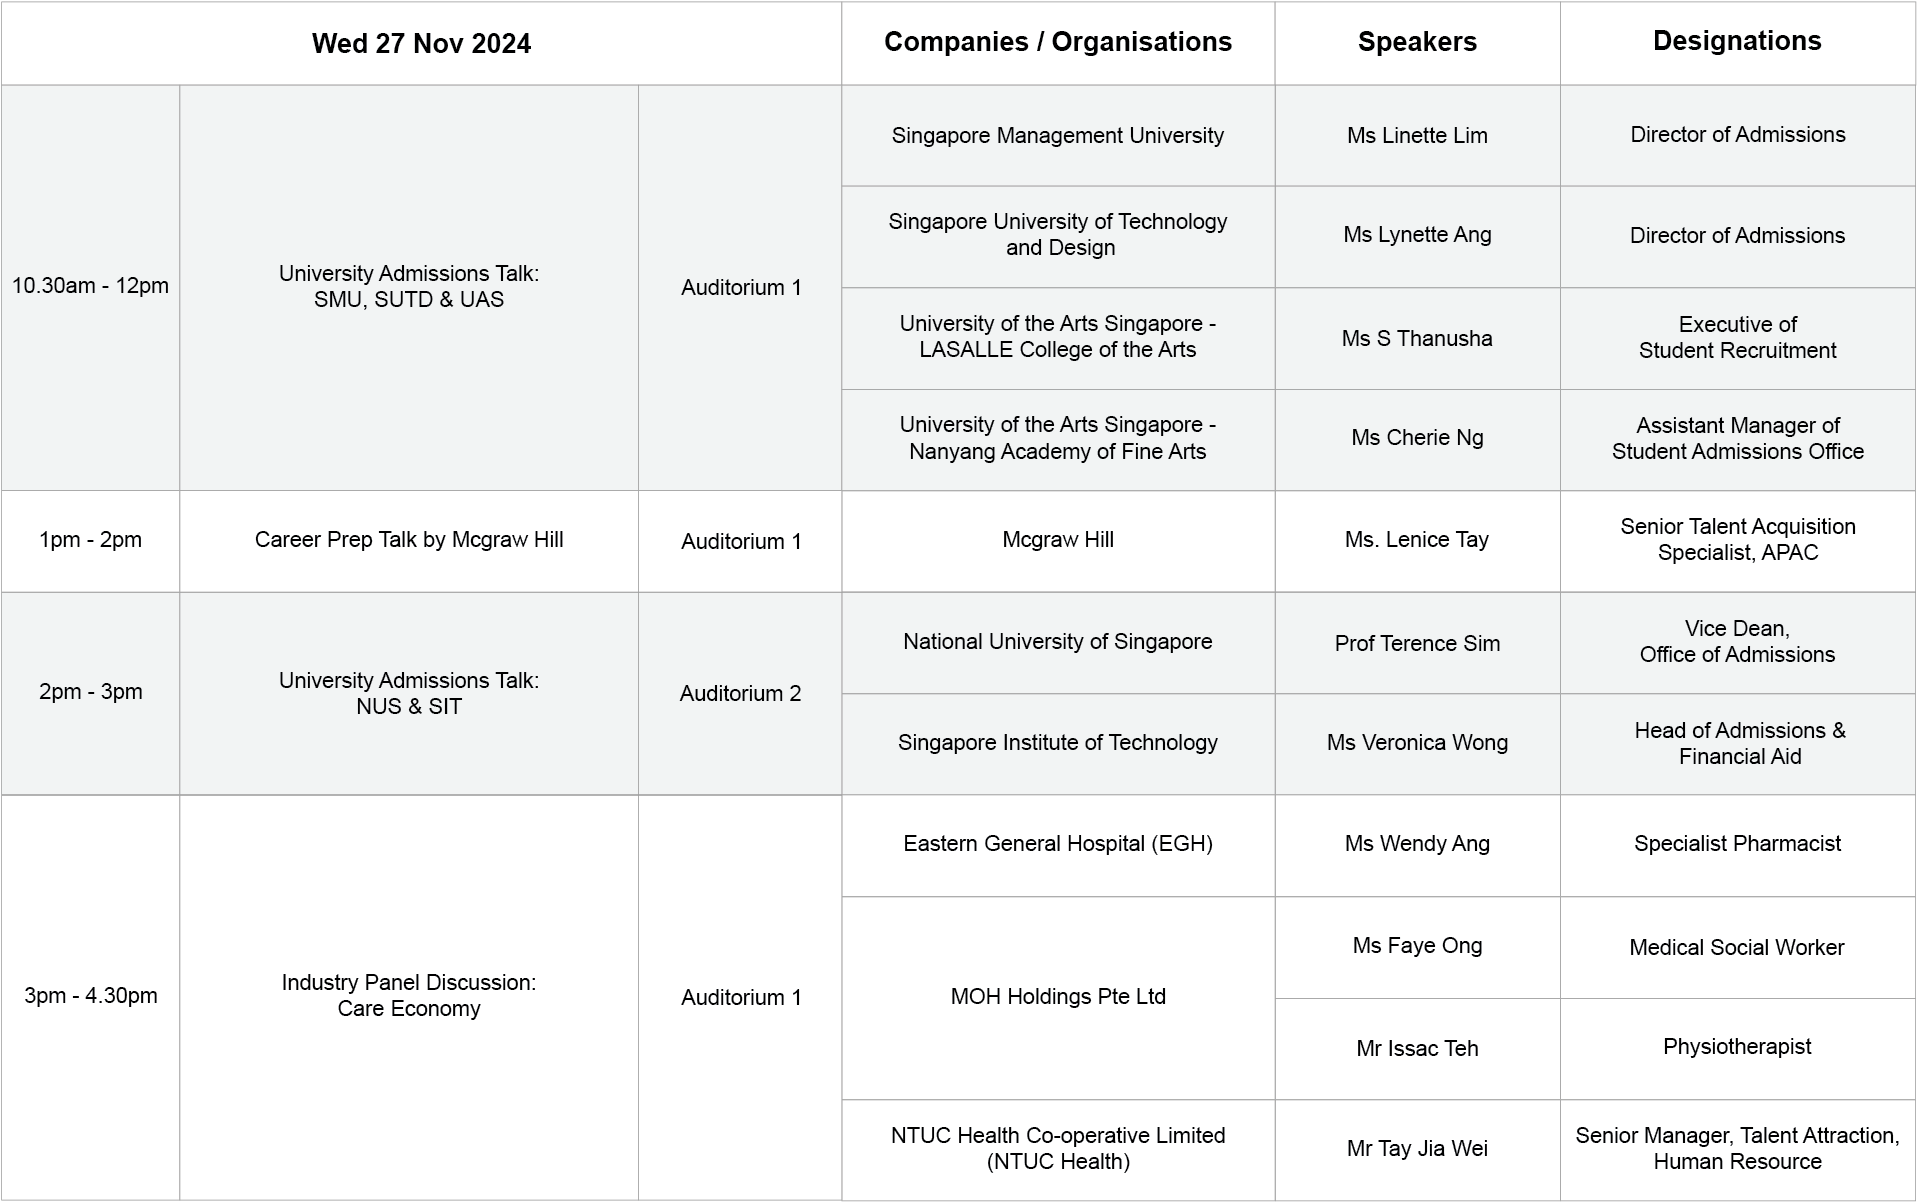 Wed 27 Nov 2024
Companies / Organisations
Speakers
Designations
10.30am - 12pm
University Admissions Talk:
SMU, SUTD & UAS
Auditorium 1
Singapore Management University
Ms Linette Lim
Director of Admissions
Singapore University of Technology
and Design
Ms Lynette Ang
Director of Admissions
University of the Arts Singapore -
LASALLE College of the Arts
Ms S Thanusha
Executive of
Student Recruitment
University of the Arts Singapore -
Nanyang Academy of Fine Arts
Ms Cherie Ng
Assistant Manager of
Student Admissions Office
1pm - 2pm
Career Prep Talk by Mcgraw Hill
Auditorium 1
Mcgraw Hill
Ms. Lenice Tay
Senior Talent Acquisition
Specialist, APAC
2pm - 3pm
University Admissions Talk:
NUS & SIT
Auditorium 2
National University of Singapore
Prof Terence Sim
Vice Dean,
Office of Admissions
Singapore Institute of Technology
Ms Veronica Wong
Head of Admissions &
Financial Aid
3pm - 4.30pm
Industry Panel Discussion:
Care Economy
Auditorium 1
Eastern General Hospital (EGH)
Ms Wendy Ang
Specialist Pharmacist
MOH Holdings Pte Ltd
Ms Faye Ong
Medical Social Worker
Mr Issac Teh
Physiotherapist
NTUC Health Co-operative Limited
(NTUC Health)
Mr Tay Jia Wei
Senior Manager, Talent Attraction,
Human Resource